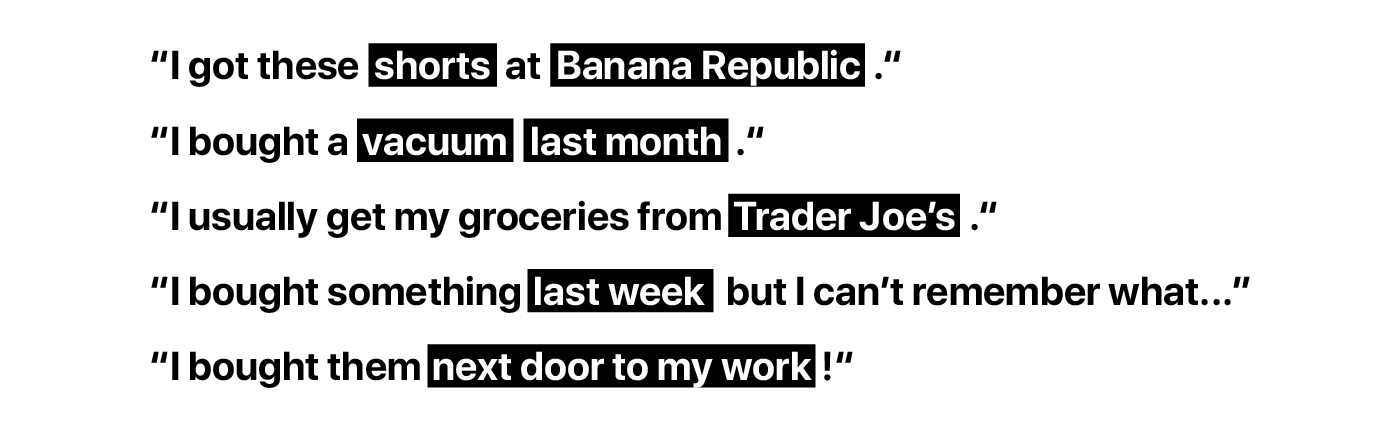 “I got these shorts at Banana Republic .“
“I bought a vacuum last month .“
“I usually get my groceries from Trader Joe’s .“
“I bought something last week but I can’t remember what...”
“I bought them next door to my work !“